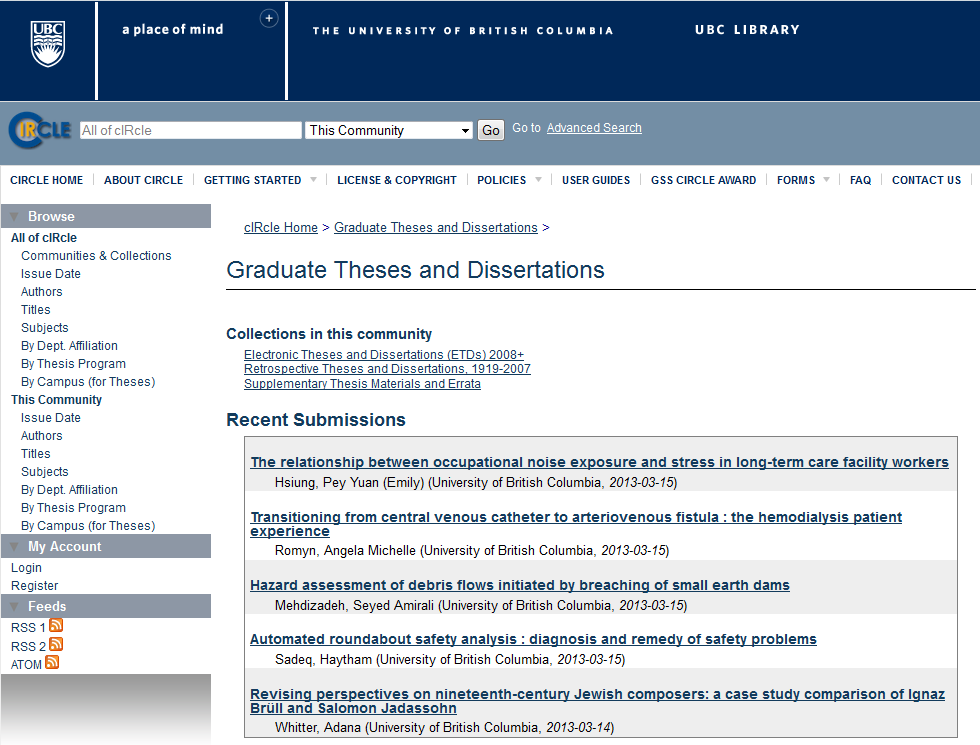 UBC
a place of mind
+
THE UNIVERSITY OF BRITISH COLUMBIA
UBC LIBRARY
cIRcLE
All of cIRcle
This Community
Go
Go to Advanced Search
CIRCLE HOME
ABOUT CIRCLE
GETTING STARTED
LICENSE & COPYRIGHT
POLICIES
USER GUIDES
GSS CIRCLE AWARD
FORMS
FAQ
CONTACT US
Browse
All of cIRcle
Communities & Collections
Issue Date
Authors
Titles
Subjects
By Dept. Affiliation
By Thesis Program
By Campus (for Theses)
This Community
Issue Date
Authors
Titles
Subjects
By Dept. Affiliation
By Thesis Program
By Campus (for Theses)
My Account
Login
Register
Feeds
RSS 1
RSS 2
ATOM
cIRcle Home > Graduate Theses and Dissertations >
Graduate Theses and Dissertations
Collections in this community
Electronic Theses and Dissertations (ETDs) 2008+
Retrospective Theses and Dissertations, 1919-2007
Supplementary Thesis Materials and Errata
Recent Submissions
The relationship between occupational noise exposure and stress in long-term care facility workers
Hsiung, Pey Yuan (Emily) (University of British Columbia, 2013-03-15)
Transitioning from central venous catheter to arteriovenous fistula : the hemodialysis patient
experience
Romyn, Angela Michelle (University of British Columbia, 2013-03-15)
Hazard assessment of debris flows initiated by breaching of small earth dams
Mehdizadeh, Seyed Amirali (University of British Columbia, 2013-03-15)
Automated roundabout safety analysis : diagnosis and remedy of safety problems
Sadeq, Haytham (University of British Columbia, 2013-03-15)
Revising perspectives on nineteenth-century Jewish composers: a case study comparison of Ignaz
Brüll and Salomon Jadassohn
Whitter, Adana (University of British Columbia, 2013-03-14)